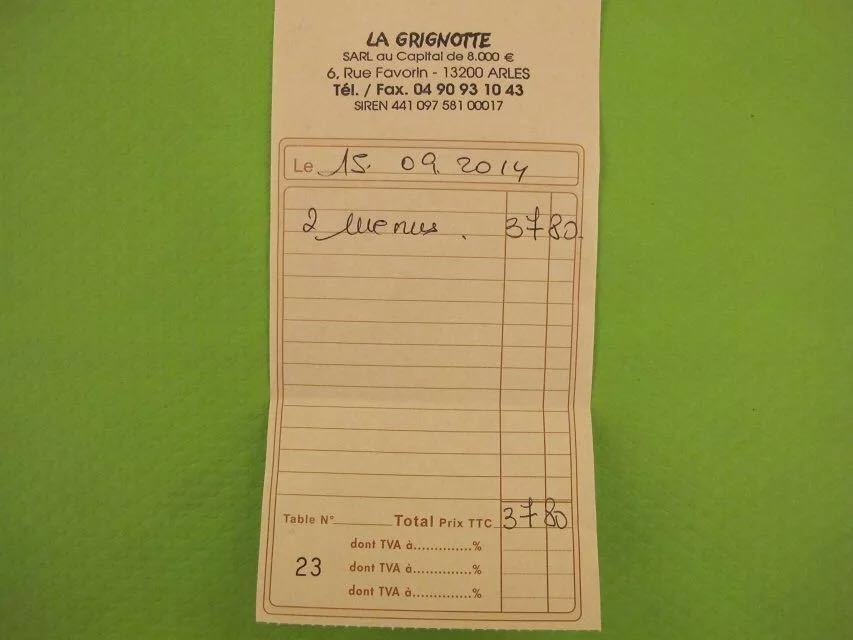 LA GRIGNOTTE
SARL au Capital de 8.000 €
6, Rue Favorin - 13200 ARLES
Tél. / Fax. 04 90 93 10 43
SIREN 441 097 581 00017
Le 15. 09. 2014
2 Menus. 37 80
Table N° Total Prix TTC 37 80
dont TVA à.............%
23 dont TVA à.............%
dont TVA à.............%